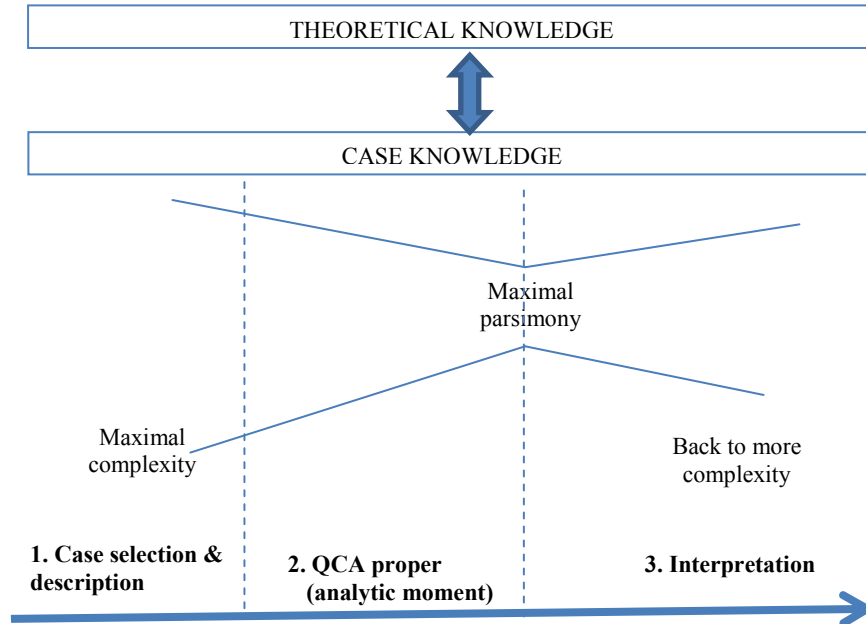 THEORETICAL KNOWLEDGE
CASE KNOWLEDGE
Maximal
parsimony
Maximal
complexity
Back to more
complexity
1. Case selection &
description
2. QCA proper
(analytic moment)
3. Interpretation